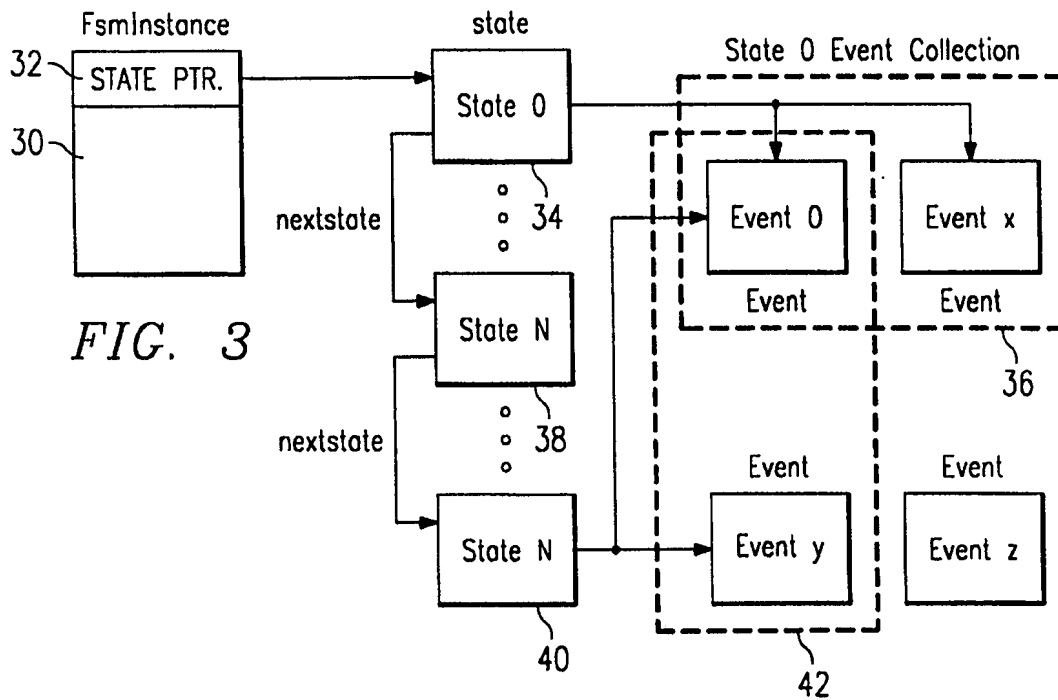 FsmInstance
state
State 0 Event Collection
32
STATE PTR.
State 0
30
34
nextstate
Event 0
Event x
Event
Event
FIG. 3
State N
36
38
nextstate
Event
Event
State N
Event y
Event z
40
42